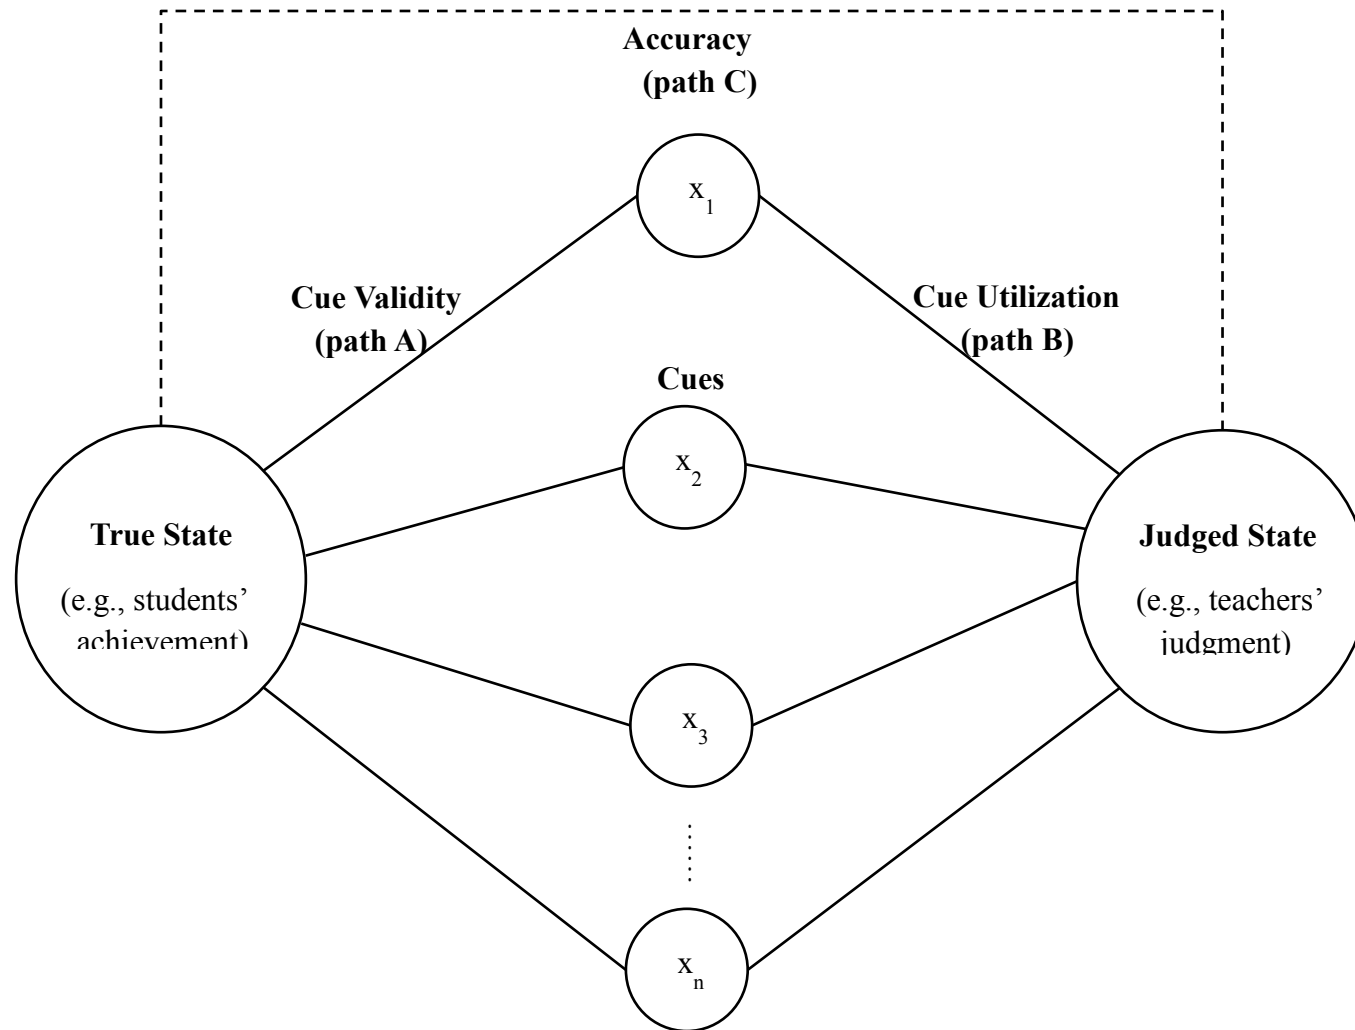 Accuracy
(path C)
x1
Cue Validity
(path A)
Cue Utilization
(path B)
Cues
x2
True State
(e.g., students’
achievement)
Judged State
(e.g., teachers’
judgment)
x3
xn